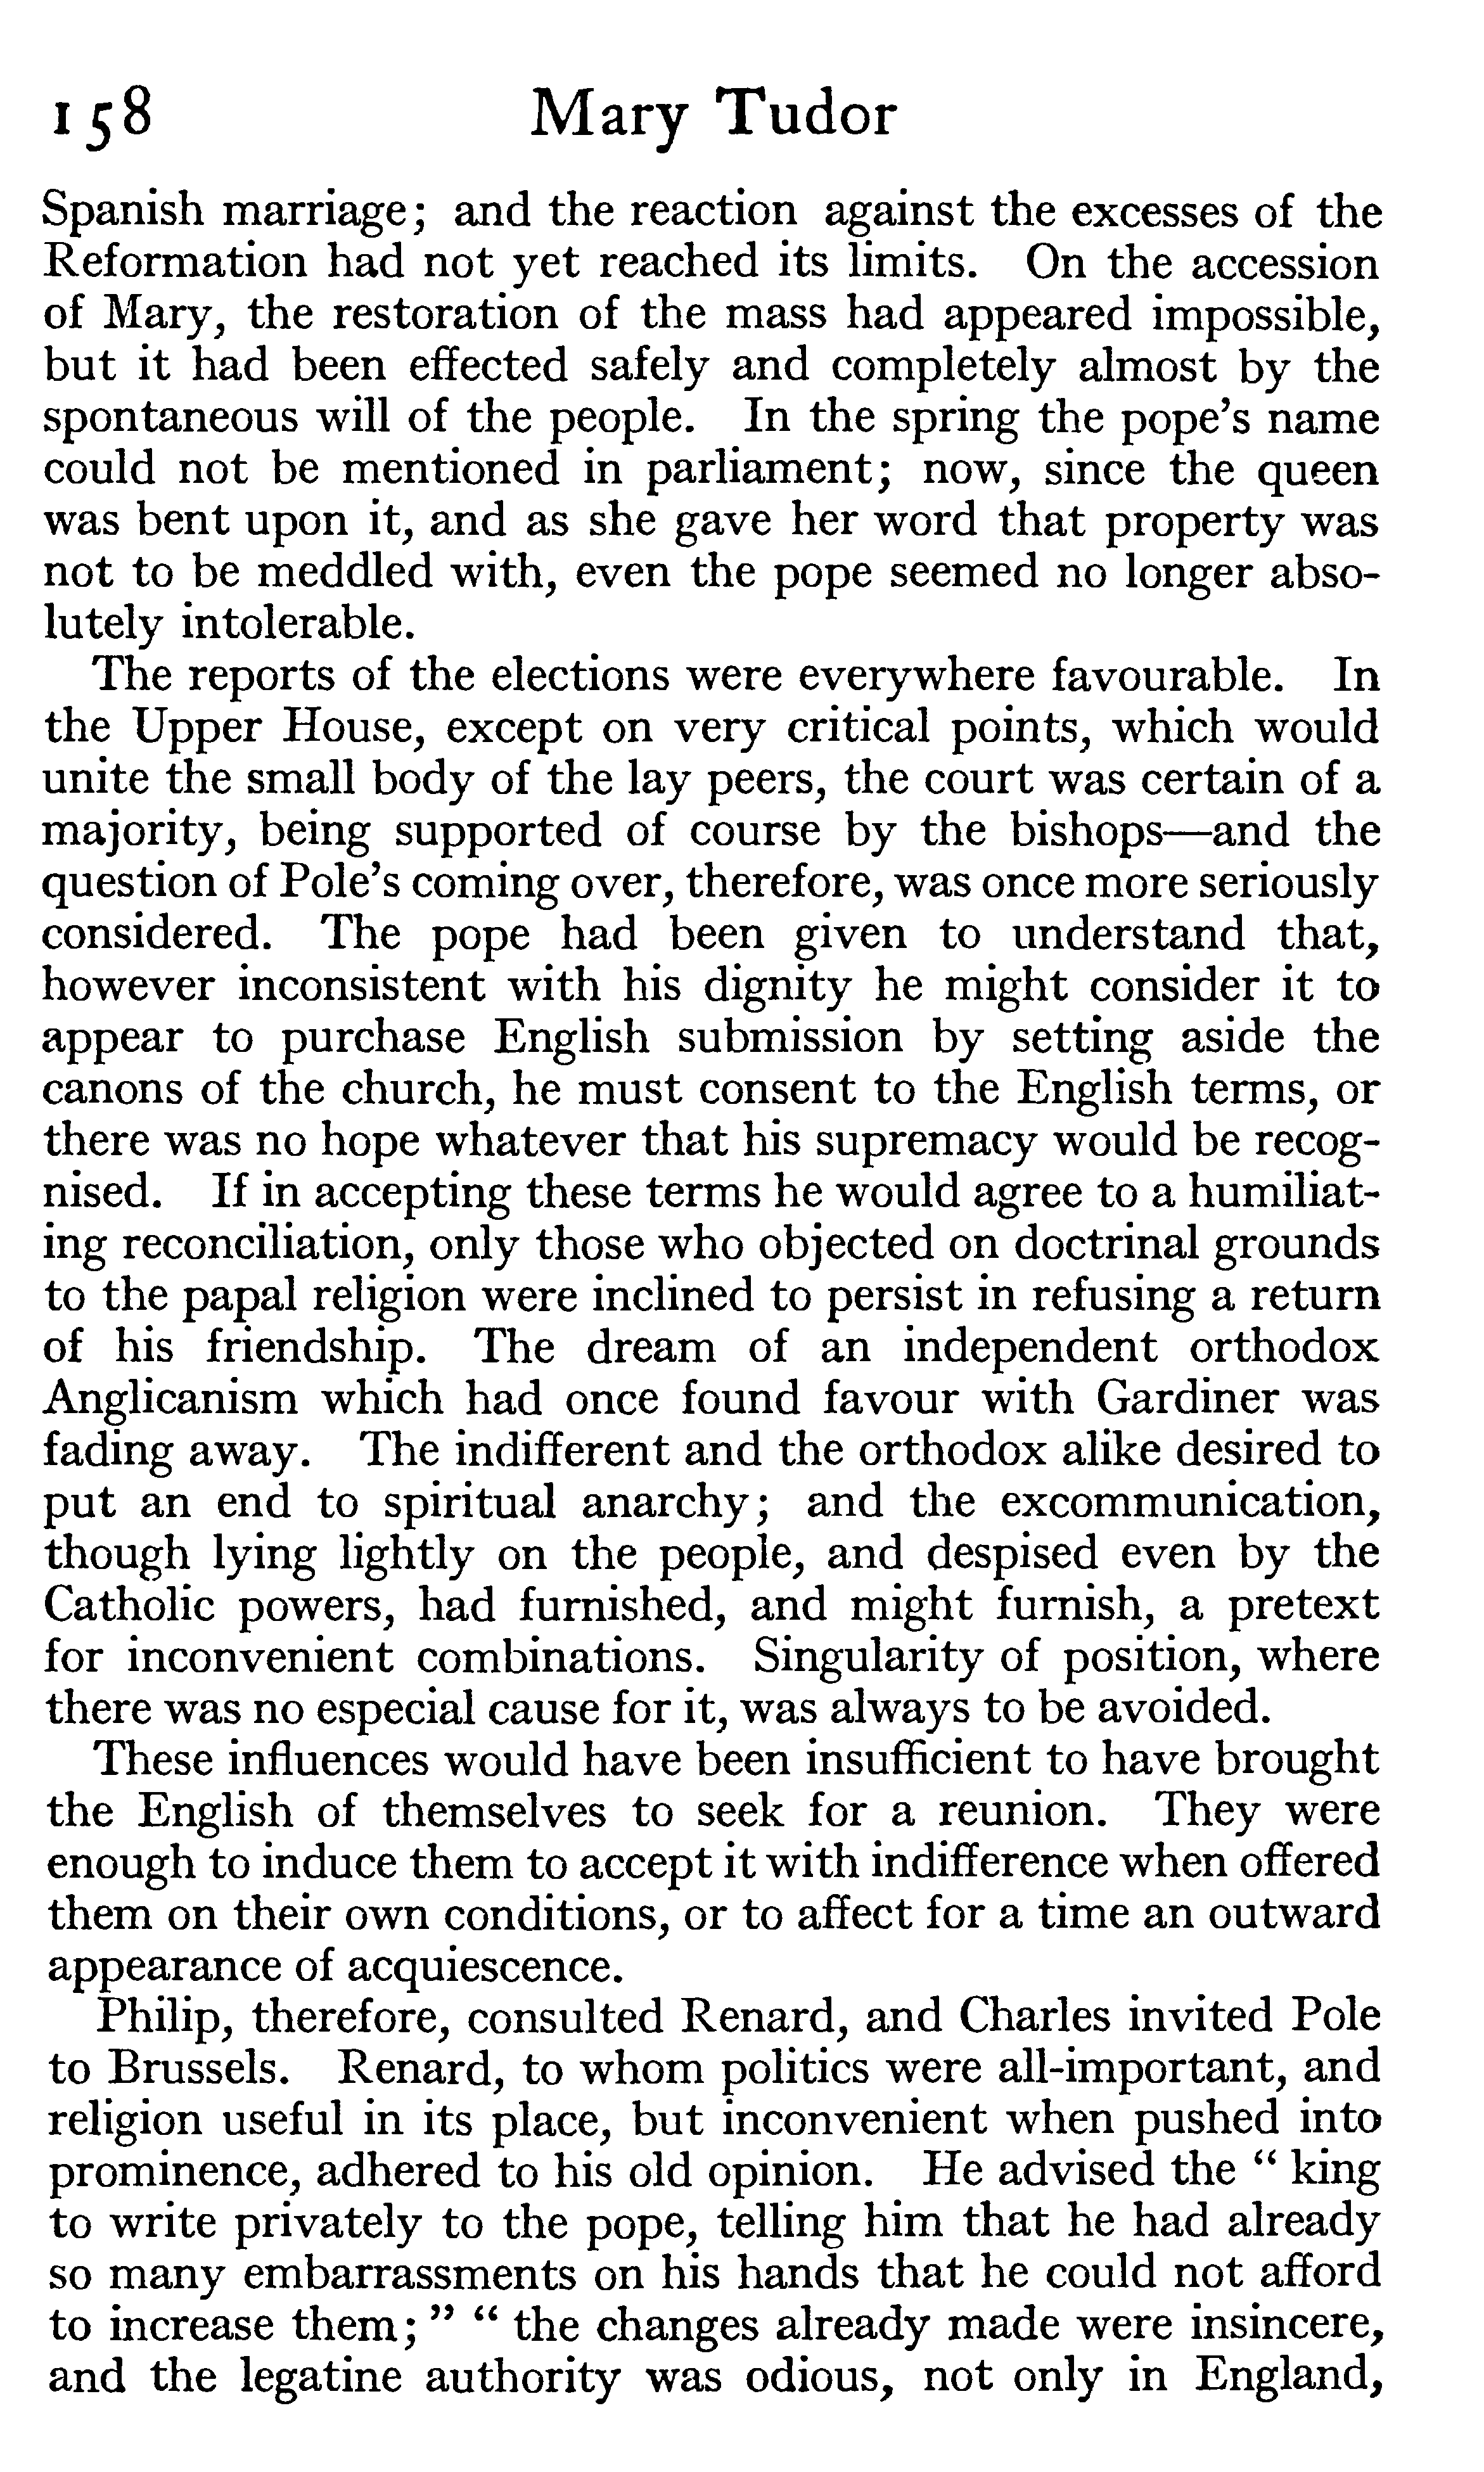 158 Mary Tudor
Spanish marriage; and the reaction against the excesses of the
Reformation had not yet reached its limits. On the accession
of Mary, the restoration of the mass had appeared impossible,
but it had been effected safely and completely almost by the
spontaneous will of the people. In the spring the pope's name
could not be mentioned in parliament; now, since the queen
was bent upon it, and as she gave her word that property was
not to be meddled with, even the pope seemed no longer abso-
lutely intolerable.
The reports of the elections were everywhere favourable. In
the Upper House, except on very critical points, which would
unite the small body of the lay peers, the court was certain of a
majority, being supported of course by the bishops—and the
question of Pole's coming over, therefore, was once more seriously
considered. The pope had been given to understand that,
however inconsistent with his dignity he might consider it to
appear to purchase English submission by setting aside the
canons of the church, he must consent to the English terms, or
there was no hope whatever that his supremacy would be recog-
nised. If in accepting these terms he would agree to a humiliat-
ing reconciliation, only those who objected on doctrinal grounds
to the papal religion were inclined to persist in refusing a return
of his friendship. The dream of an independent orthodox
Anglicanism which had once found favour with Gardiner was
fading away. The indifferent and the orthodox alike desired to
put an end to spiritual anarchy; and the excommunication,
though lying lightly on the people, and despised even by the
Catholic powers, had furnished, and might furnish, a pretext
for inconvenient combinations. Singularity of position, where
there was no especial cause for it, was always to be avoided.
These influences would have been insufficient to have brought
the English of themselves to seek for a reunion. They were
enough to induce them to accept it with indifference when offered
them on their own conditions, or to affect for a time an outward
appearance of acquiescence.
Philip, therefore, consulted Renard, and Charles invited Pole
to Brussels. Renard, to whom politics were all-important, and
religion useful in its place, but inconvenient when pushed into
prominence, adhered to his old opinion. He advised the “ king
to write privately to the pope, telling him that he had already
so many embarrassments on his hands that he could not afford
to increase them; ” “ the changes already made were insincere,
and the legatine authority was odious, not only in England,